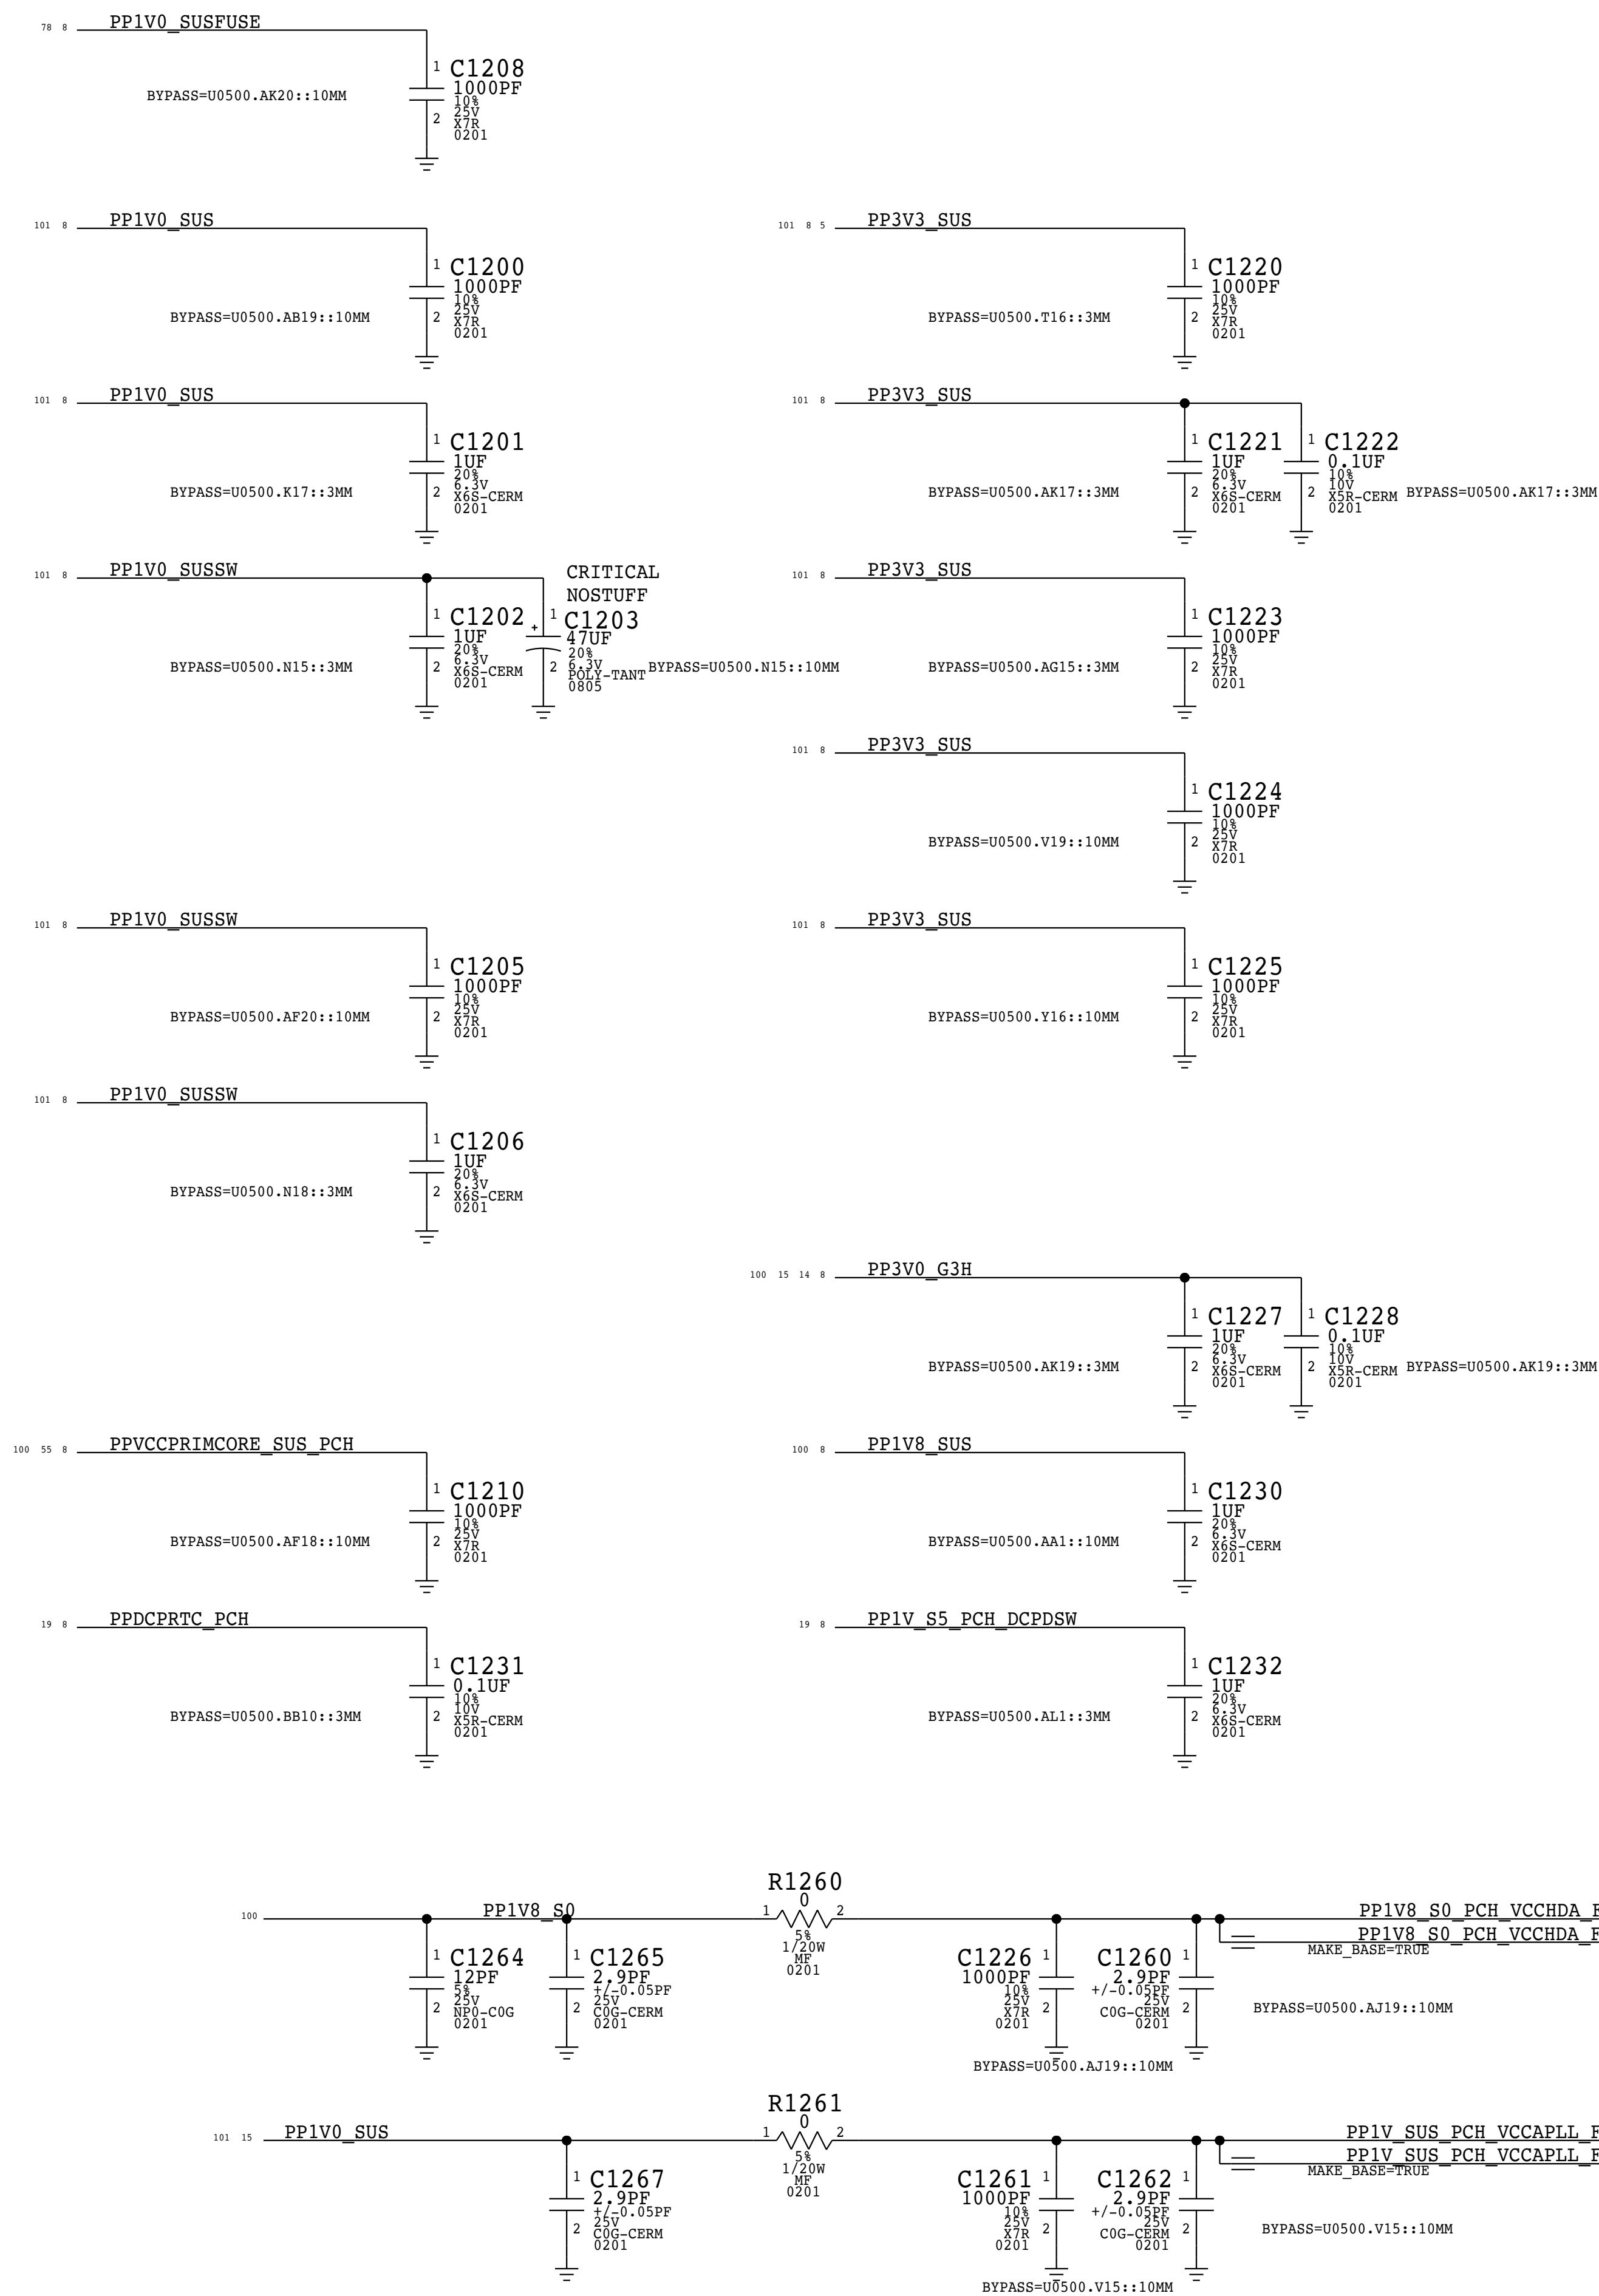 78 8 PP1V0_SUSFUSE
1 C1208
1000PF
BYPASS=U0500.AK20::10MM
10%
25V
2 X7R
0201
101 8 PP1V0_SUS
1 C1200
1000PF
10%
25V
BYPASS=U0500.AB19::10MM
2 X7R
0201
101 8 5 PP3V3_SUS
1 C1220
1000PF
10%
25V
BYPASS=U0500.T16::3MM
2 X7R
0201
101 8 PP1V0_SUS
1 C1201
1UF
20%
6.3V
BYPASS=U0500.K17::3MM
2 X6S-CERM
0201
101 8 PP3V3_SUS
1 C1221
1UF
20%
6.3V
BYPASS=U0500.AK17::3MM
2 X6S-CERM
0201
1 C1222
0.1UF
10%
10V
2 X5R-CERM BYPASS=U0500.AK17::3MM
0201
101 8 PP1V0_SUSSW
1 C1202
1UF
20%
6.3V
BYPASS=U0500.N15::3MM
2 X6S-CERM
0201
CRITICAL
NOSTUFF
1 C1203
+ 47UF
20%
2 6.3V BYPASS=U0500.N15::10MM
POLY-TANT
0805
101 8 PP3V3_SUS
1 C1223
1000PF
10%
25V
BYPASS=U0500.AG15::3MM
2 X7R
0201
101 8 PP3V3_SUS
1 C1224
1000PF
10%
25V
BYPASS=U0500.V19::10MM
2 X7R
0201
101 8 PP1V0_SUSSW
1 C1205
1000PF
10%
25V
BYPASS=U0500.AF20::10MM
2 X7R
0201
101 8 PP3V3_SUS
1 C1225
1000PF
10%
25V
BYPASS=U0500.Y16::10MM
2 X7R
0201
101 8 PP1V0_SUSSW
1 C1206
1UF
20%
6.3V
BYPASS=U0500.N18::3MM
2 X6S-CERM
0201
100 15 14 8 PP3V0_G3H
1 C1227
1UF
20%
6.3V
BYPASS=U0500.AK19::3MM
2 X6S-CERM
0201
1 C1228
0.1UF
10%
10V
2 X5R-CERM BYPASS=U0500.AK19::3MM
0201
100 55 8 PPVCCPRIMCORE_SUS_PCH
1 C1210
1000PF
10%
25V
BYPASS=U0500.AF18::10MM
2 X7R
0201
100 8 PP1V8_SUS
1 C1230
1UF
20%
6.3V
BYPASS=U0500.AA1::10MM
2 X6S-CERM
0201
19 8 PPDCPRTC_PCH
1 C1231
0.1UF
10%
10V
BYPASS=U0500.BB10::3MM
2 X5R-CERM
0201
19 8 PP1V_S5_PCH_DCPDSW
1 C1232
1UF
20%
6.3V
BYPASS=U0500.AL1::3MM
2 X6S-CERM
0201
R1260
0
100 PP1V8_S0 1 2 PP1V8_S0_PCH_VCCHDA_F
5%
1/20W
MF
0201
PP1V8_S0_PCH_VCCHDA_F
MAKE_BASE=TRUE
1 C1264
12PF
5%
25V
2 NP0-C0G
0201
1 C1265
2.9PF
+/-0.05PF
25V
2 C0G-CERM
0201
C1226 1
1000PF
10%
25V
X7R 2
0201
BYPASS=U0500.AJ19::10MM
C1260 1
2.9PF
+/-0.05PF
25V
C0G-CERM 2
0201
BYPASS=U0500.AJ19::10MM
R1261
0
101 15 PP1V0_SUS 1 2 PP1V_SUS_PCH_VCCAPLL_F
5%
1/20W
MF
0201
PP1V_SUS_PCH_VCCAPLL_F
MAKE_BASE=TRUE
1 C1267
2.9PF
+/-0.05PF
25V
2 C0G-CERM
0201
C1261 1
1000PF
10%
25V
X7R 2
0201
BYPASS=U0500.V15::10MM
C1262 1
2.9PF
+/-0.05PF
25V
C0G-CERM 2
0201
BYPASS=U0500.V15::10MM